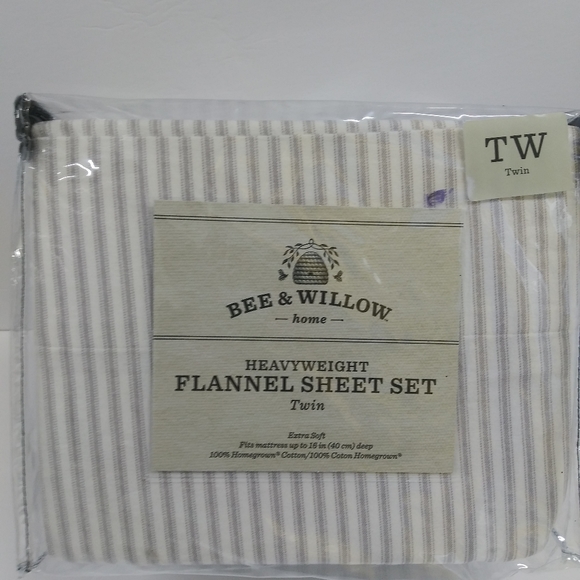 TW
Twin
BEE & WILLOW™
home
HEAVYWEIGHT
FLANNEL SHEET SET
Twin
Extra Soft
Fits mattress up to 16 in (40 cm) deep
100% Homegrown® Cotton/100% Coton Homegrown®